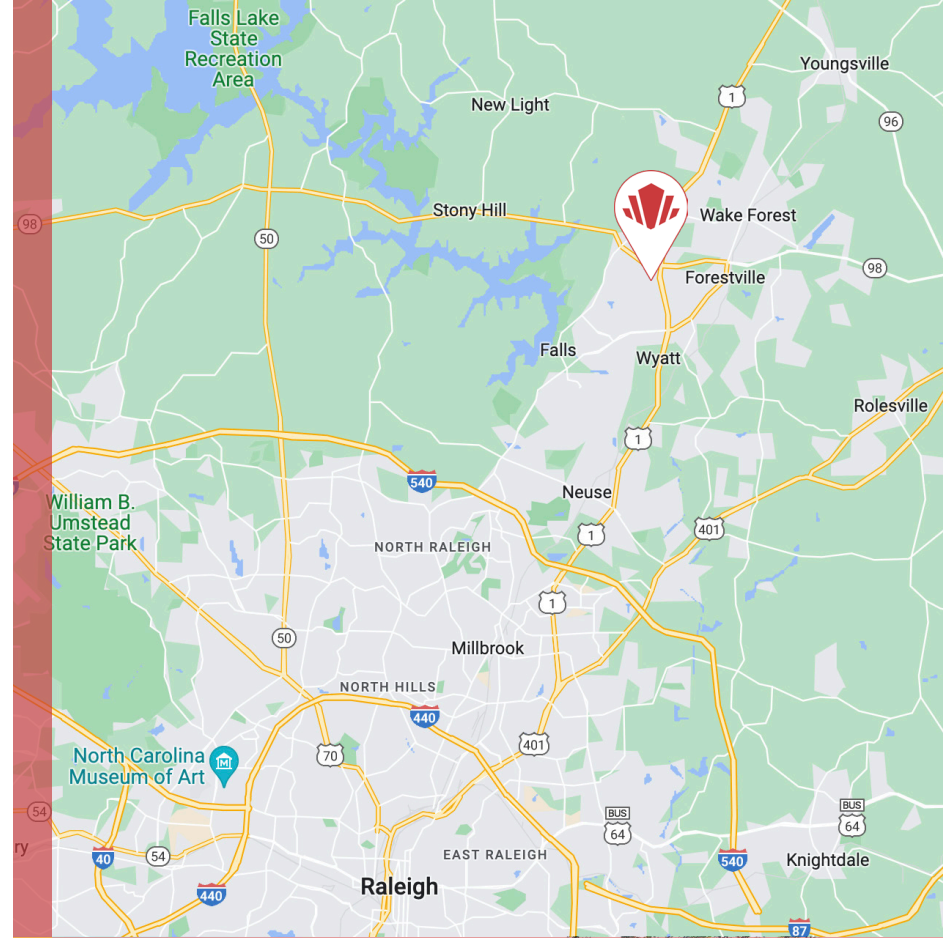 Falls Lake
State
Recreation
Area
Youngsville
1
New Light
96
Stony Hill
Wake Forest
98
50
98
Forestville
Falls
Wyatt
Rolesville
1
540
Neuse
William B.
Umstead
State Park
401
1
NORTH RALEIGH
1
50
Millbrook
NORTH HILLS
440
401
70
North Carolina
Museum of Art
M
54
BUS
64
BUS
64
ry
40
54
EAST RALEIGH
540
Knightdale
Raleigh
440
87